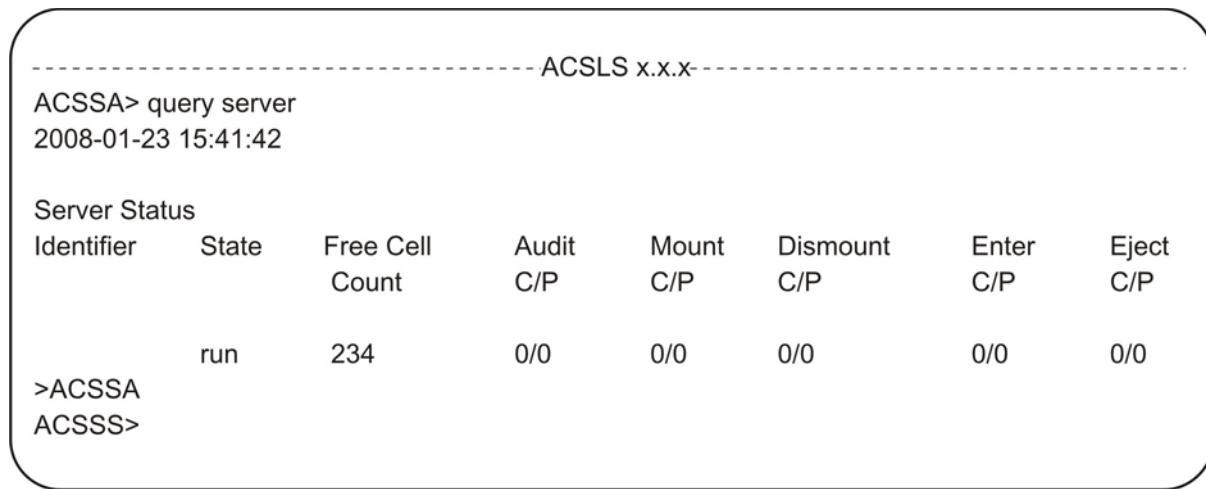 ACSLS x.x.x
ACSSA> query server
2008-01-23 15:41:42
Server Status
Identifier State Free Cell Audit Mount Dismount Enter Eject
Count C/P C/P C/P C/P C/P
run 234 0/0 0/0 0/0 0/0 0/0
>ACSSA
ACSSS>